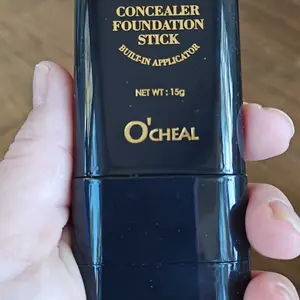 CONCEALER
FOUNDATION
STICK
BUILT-IN APPLICATOR
NET WT : 15g
O'CHEAL